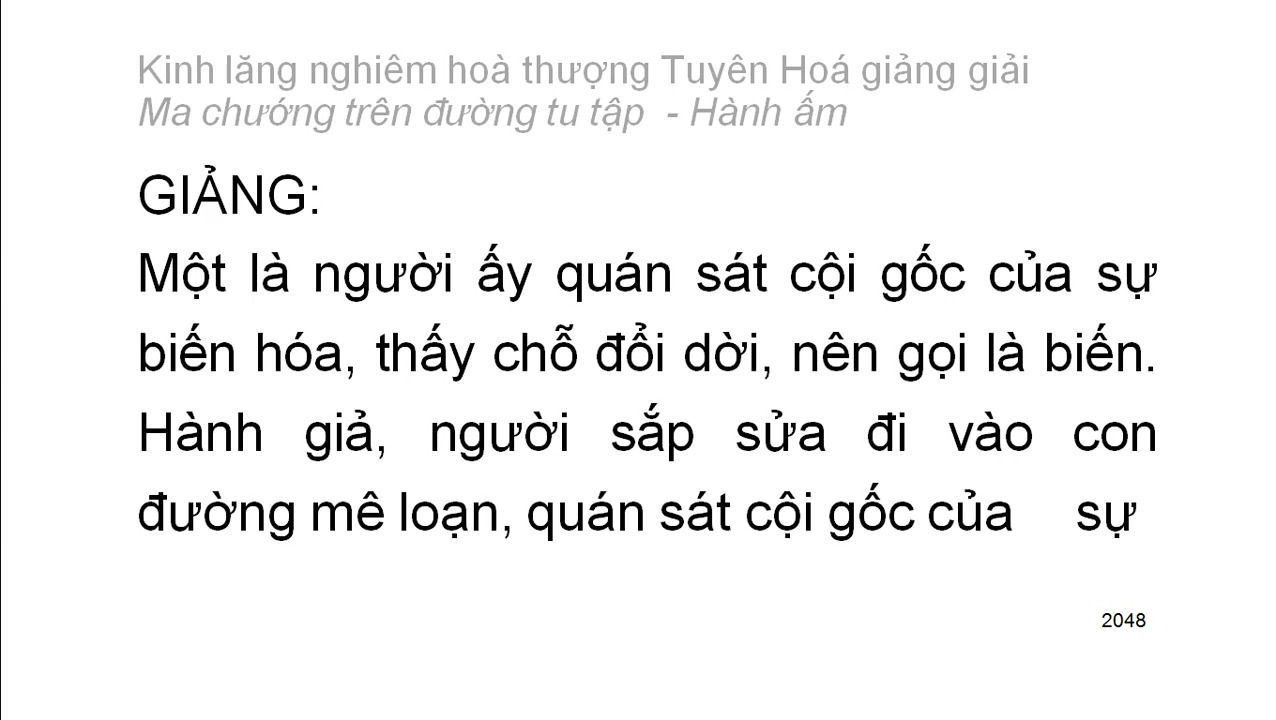 Kinh lăng nghiêm hoà thượng Tuyên Hoá giảng giải
Ma chướng trên đường tu tập - Hành ấm
GIẢNG:
Một là người ấy quán sát cội gốc của sự
biến hóa, thấy chỗ đổi dời, nên gọi là biến.
Hành giả, người sắp sửa đi vào con
đường mê loạn, quán sát cội gốc của sự
2048